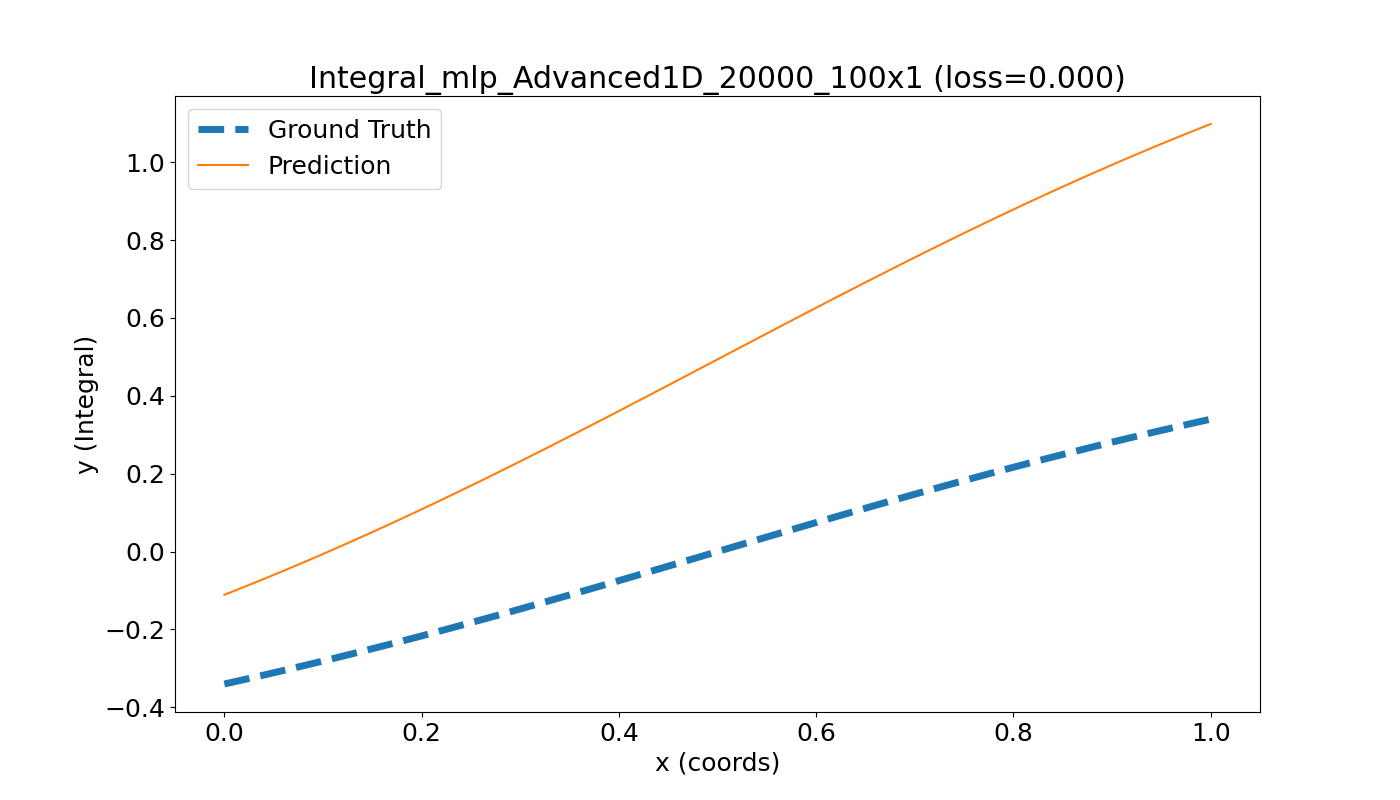 Integral_mlp_Advanced1D_20000_100x1 (loss=0.000)
Ground Truth
Prediction
y (Integral)
1.0
0.8
0.6
0.4
0.2
0.0
−0.2
−0.4
0.0 0.2 0.4 0.6 0.8 1.0
x (coords)